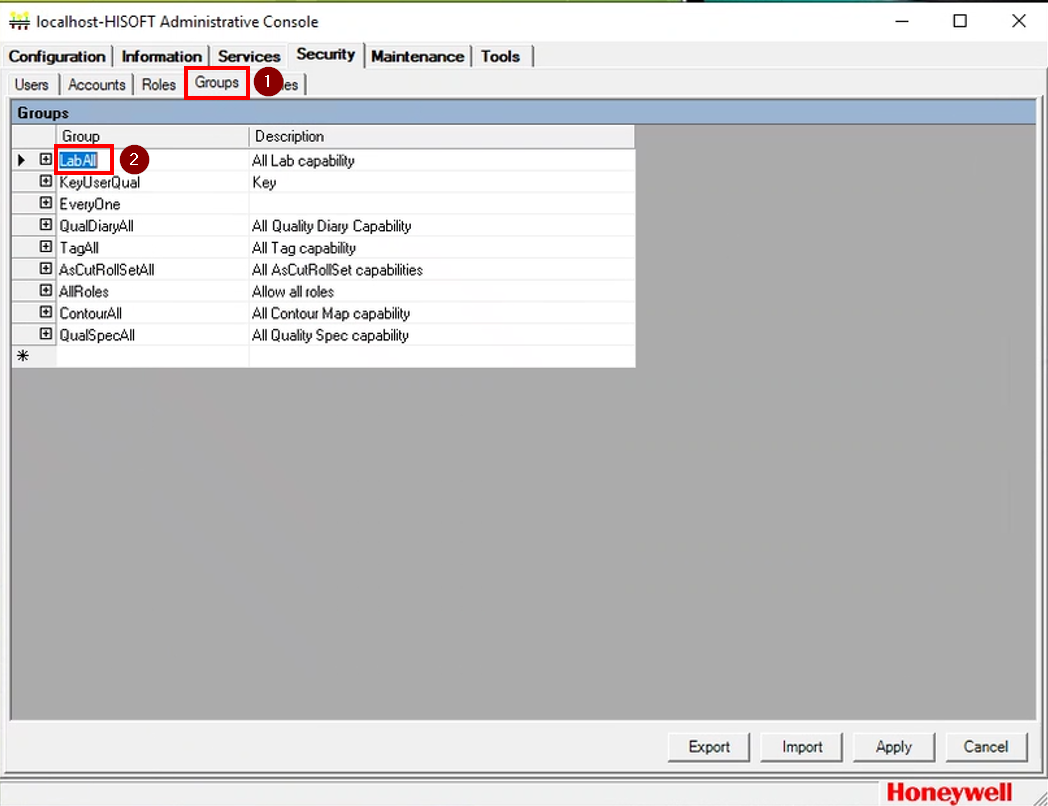 localhost-HISOFT Administrative Console
Configuration Information Services Security Maintenance Tools
Users Accounts Roles Groups 1 es
Groups
Group Description
LabAll 2 All Lab capability
KeyUserQual Key
EveryOne
QualDiaryAll All Quality Diary Capability
TagAll All Tag capability
AsCutRollSetAll All AsCutRollSet capabilities
AllRoles Allow all roles
ContourAll All Contour Map capability
QualSpecAll All Quality Spec capability
Export Import Apply Cancel
Honeywell